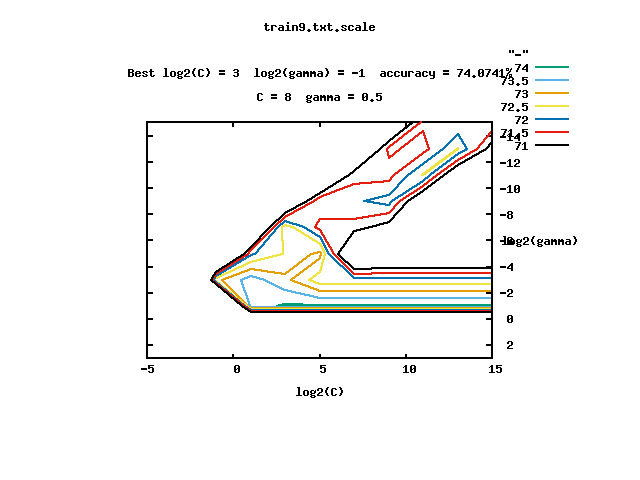 train9.txt.scale
"-"
Best log2(C) = 3 log2(gamma) = -1 accuracy = 74.0741%
74
73.5
C = 8 gamma = 0.5
73
72.5
72
71.5
71
-14
-12
-10
-8
-6
log2(gamma)
-4
-2
0
2
-5 0 5 10 15
log2(C)